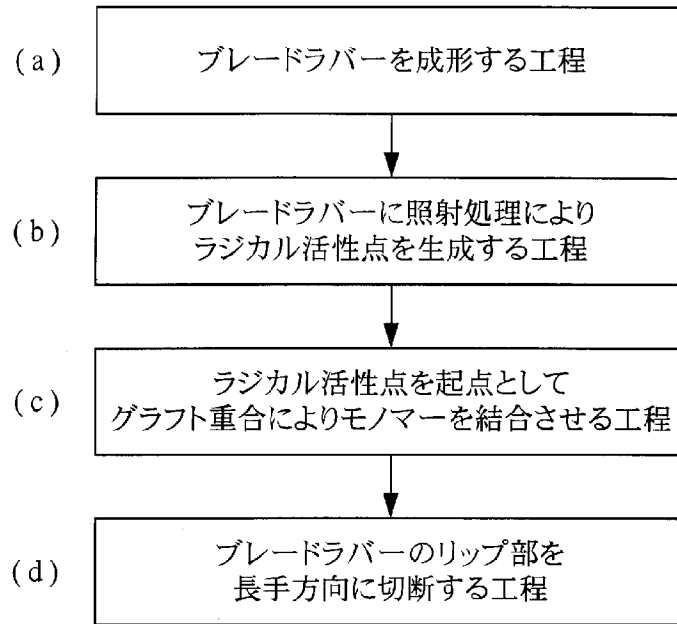 (a) ブレードラバーを成形する工程
(b) ブレードラバーに照射処理により
ラジカル活性点を生成する工程
(c) ラジカル活性点を起点として
グラフト重合によりモノマーを結合させる工程
(d) ブレードラバーのリップ部を
長手方向に切断する工程